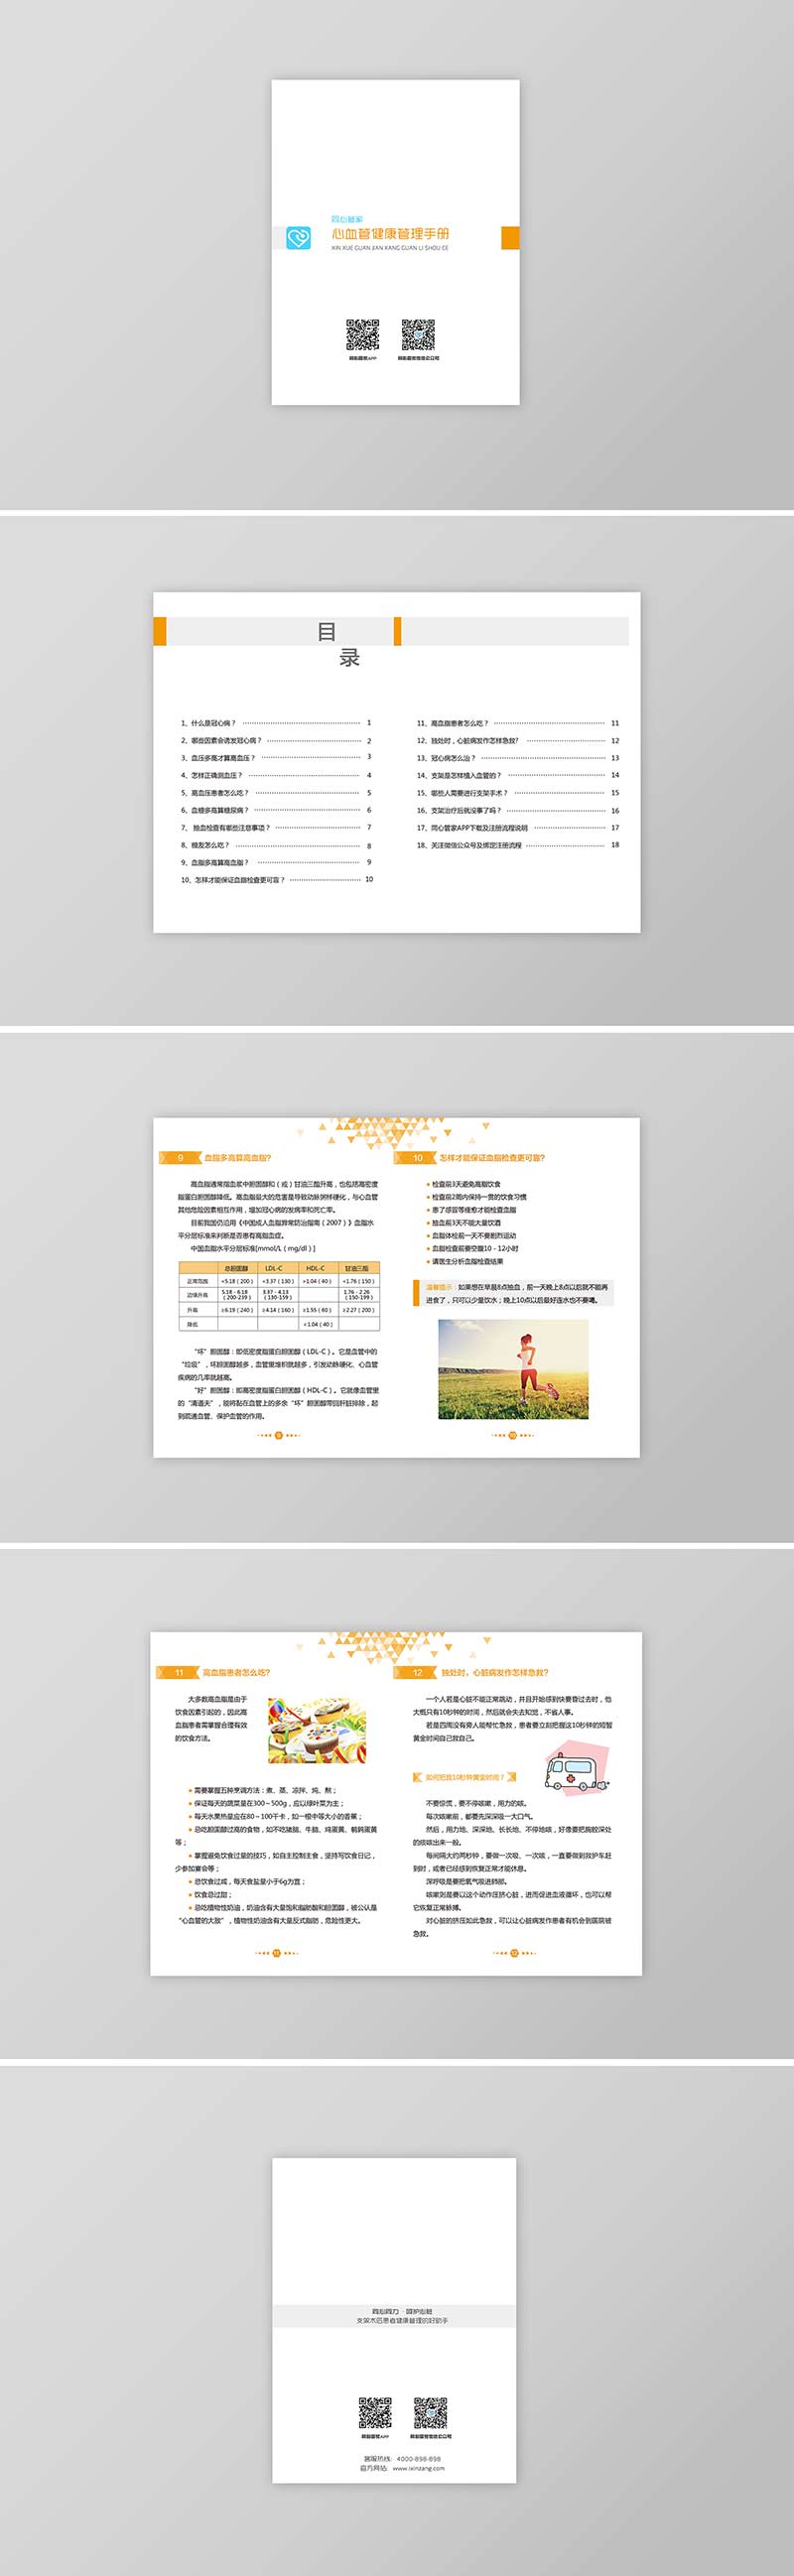 同心管家
心血管健康管理手册
XIN XUE GUAN JIAN KANG GUAN LI SHOU CE
同心管家APP
同心管家微信公众号
目
录
1、什么是冠心病？ 1
2、哪些因素会诱发冠心病？ 2
3、血压多高才算高血压？ 3
4、怎样正确测血压？ 4
5、高血压患者怎么吃？ 5
6、血糖多高算糖尿病？ 6
7、抽血检查有哪些注意事项？ 7
8、糖友怎么吃？ 8
9、血脂多高算高血脂？ 9
10、怎样才能保证血脂检查更可靠？ 10
11、高血脂患者怎么吃？ 11
12、独处时，心脏病发作怎样急救？ 12
13、冠心病怎么治？ 13
14、支架是怎样植入血管的？ 14
15、哪些人需要进行支架手术？ 15
16、支架治疗后就没事了吗？ 16
17、同心管家APP下载及注册流程说明 17
18、关注微信公众号及绑定注册流程 18
9 血脂多高算高血脂？
高血脂通常指血浆中胆固醇和（或）甘油三酯升高，也包括高密度
脂蛋白胆固醇降低。高血脂最大的危害是导致动脉粥样硬化，与心血管
其他危险因素相互作用，增加冠心病的发病率和死亡率。
目前我国仍沿用《中国成人血脂异常防治指南（2007）》血脂水
平分层标准来判断是否患有高脂血症。
中国血脂水平分层标准[mmol/L（mg/dl）]
总胆固醇 LDL-C HDL-C 甘油三酯
正常范围 <5.18（200） <3.37（130） >1.04（40） <1.76（150）
边缘升高 5.18 - 6.18（200-239） 3.37 - 4.13（130-159） 1.76 - 2.26（150-199）
升高 ≥6.19（240） ≥4.14（160） ≥1.55（60） ≥2.27（200）
降低 <1.04（40）
“坏”胆固醇：即低密度脂蛋白胆固醇（LDL-C）。它是血管中的
“垃圾”，坏胆固醇越多，血管里堆积就越多，引发动脉硬化、心血管
疾病的几率就越高。
“好”胆固醇：即高密度脂蛋白胆固醇（HDL-C）。它就像血管里
的“清道夫”，能将黏在血管上的多余“坏”胆固醇带回肝脏排除，起
到疏通血管、保护血管的作用。
9
10 怎样才能保证血脂检查更可靠？
检查前3天避免高脂饮食
检查前2周内保持一贯的饮食习惯
患了感冒等痊愈才能检查血脂
抽血前3天不能大量饮酒
血脂体检前一天不要剧烈运动
血脂检查前要空腹10 - 12小时
请医生分析血脂检查结果
温馨提示：如果想在早晨8点抽血，前一天晚上8点以后就不能再
进食了，只可以少量饮水；晚上10点以后最好连水也不要喝。
10
11 高血脂患者怎么吃？
大多数高血脂是由于
饮食因素引起的，因此高
血脂患者需掌握合理有效
的饮食方法。
需要掌握五种烹调方法：煮、蒸、凉拌、炖、熬；
保证每天的蔬菜量在300～500g，应以绿叶菜为主；
每天水果热量应在80～100千卡，如一根中等大小的香蕉；
忌吃胆固醇过高的食物，如不吃猪脑、牛脑、鸡蛋黄、鹌鹑蛋黄
等；
掌握避免饮食过量的技巧，如自主控制主食，坚持写饮食日记，
少参加宴会等；
忌饮食过咸，每天食盐量小于6g为宜；
饮食忌过甜；
忌吃植物性奶油，奶油含有大量饱和脂肪酸和胆固醇，被公认是
“心血管的大敌”，植物性奶油含有大量反式脂肪，危险性更大。
11
12 独处时，心脏病发作怎样急救？
一个人若是心脏不能正常跳动，并且开始感到快要昏过去时，他
大概只有10秒钟的时间，然后就会失去知觉，不省人事。
若是四周没有旁人能帮忙急救，患者要立刻把握这10秒钟的短暂
黄金时间自己救自己。
如何把握10秒钟黄金时间？
不要惊慌，要不停咳嗽，用力的咳。
每次咳嗽前，都要先深深吸一大口气。
然后，用力地、深深地、长长地、不停地咳，好像要把胸腔深处
的痰咳出来一般。
每间隔大约两秒钟，要做一次吸、一次咳，一直要做到救护车赶
到时，或者已经感到恢复正常才能休息。
深呼吸是要把氧气吸进肺部。
咳嗽则是要以这个动作压挤心脏，进而促进血液循环，也可以帮
它恢复正常脉搏。
对心脏的挤压如此急救，可以让心脏病发作患者有机会到医院被
急救。
12
同心同力 · 呵护心脏
支架术后患者健康管理的好助手
同心管家APP
同心管家微信公众号
客服热线：4000-898-898
官方网站：www.ixinzang.com